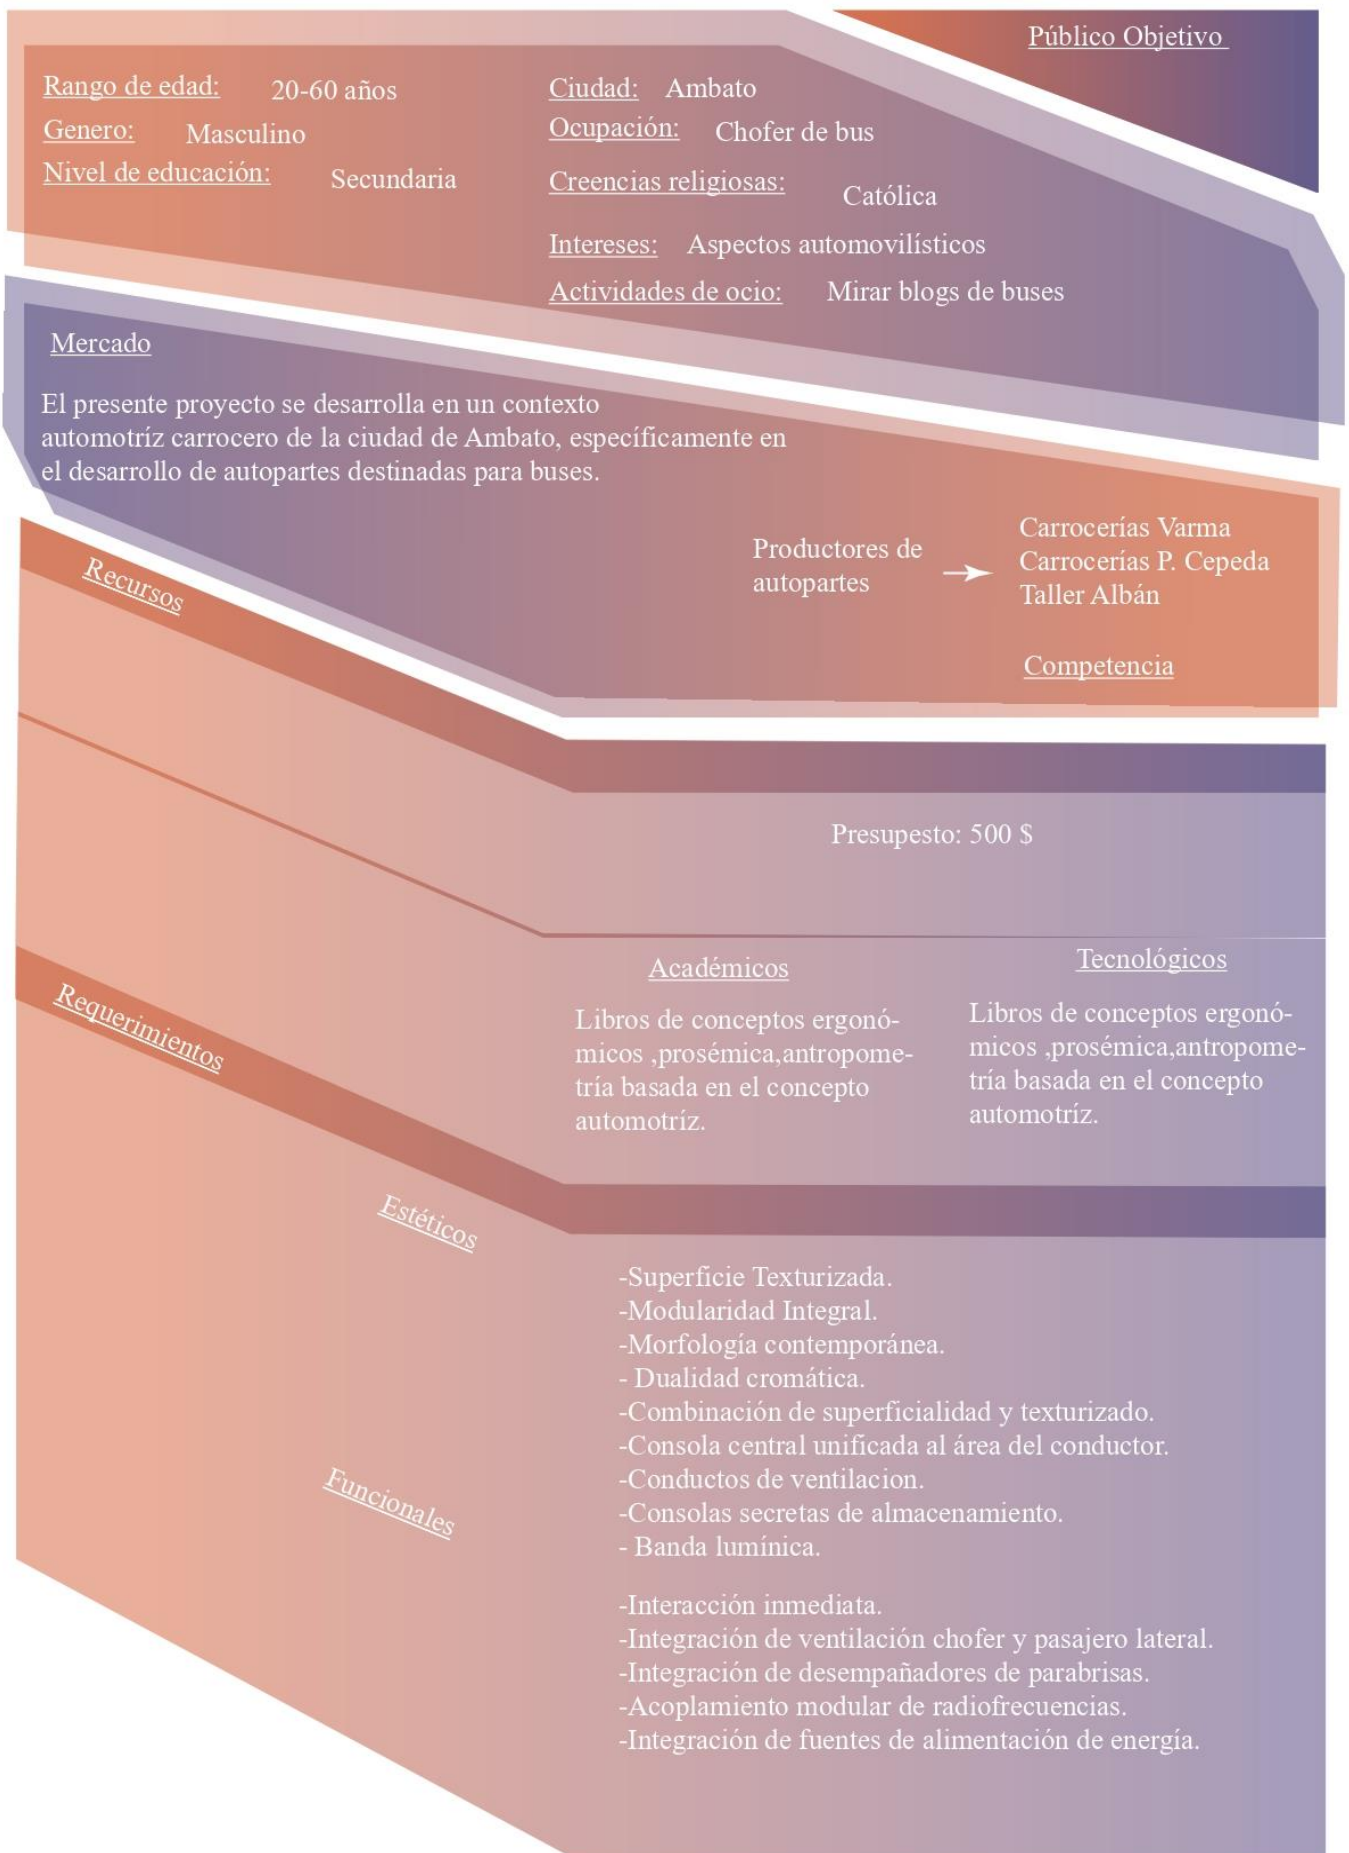 Público Objetivo
Rango de edad: 20-60 años
Genero: Masculino
Nivel de educación: Secundaria
Ciudad: Ambato
Ocupación: Chofer de bus
Creencias religiosas: Católica
Intereses: Aspectos automovilísticos
Actividades de ocio: Mirar blogs de buses
Mercado
El presente proyecto se desarrolla en un contexto
automotríz carrocero de la ciudad de Ambato, específicamente en
el desarrollo de autopartes destinadas para buses.
Productores de
autopartes
Carrocerías Varma
Carrocerías P. Cepeda
Taller Albán
Competencia
Recursos
Presupesto: 500 $
Académicos
Libros de conceptos ergonó-
micos ,prosémica,antropome-
tría basada en el concepto
automotríz.
Tecnológicos
Libros de conceptos ergonó-
micos ,prosémica,antropome-
tría basada en el concepto
automotríz.
Requerimientos
Estéticos
-Superficie Texturizada.
-Modularidad Integral.
-Morfología contemporánea.
- Dualidad cromática.
-Combinación de superficialidad y texturizado.
-Consola central unificada al área del conductor.
-Conductos de ventilacion.
-Consolas secretas de almacenamiento.
- Banda lumínica.
Funcionales
-Interacción inmediata.
-Integración de ventilación chofer y pasajero lateral.
-Integración de desempañadores de parabrisas.
-Acoplamiento modular de radiofrecuencias.
-Integración de fuentes de alimentación de energía.